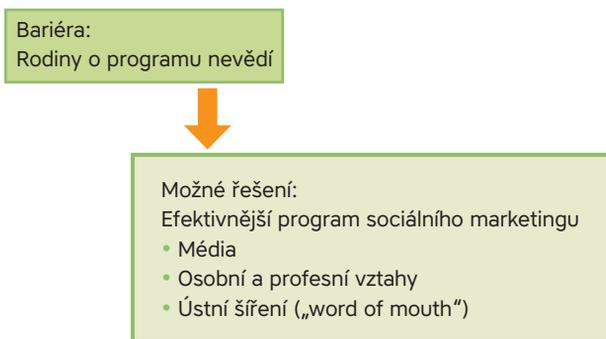 Bariéra:
Rodiny o programu nevědí
Možné řešení:
Efektivnější program sociálního marketingu
• Média
• Osobní a profesní vztahy
• Ústní šíření („word of mouth“)